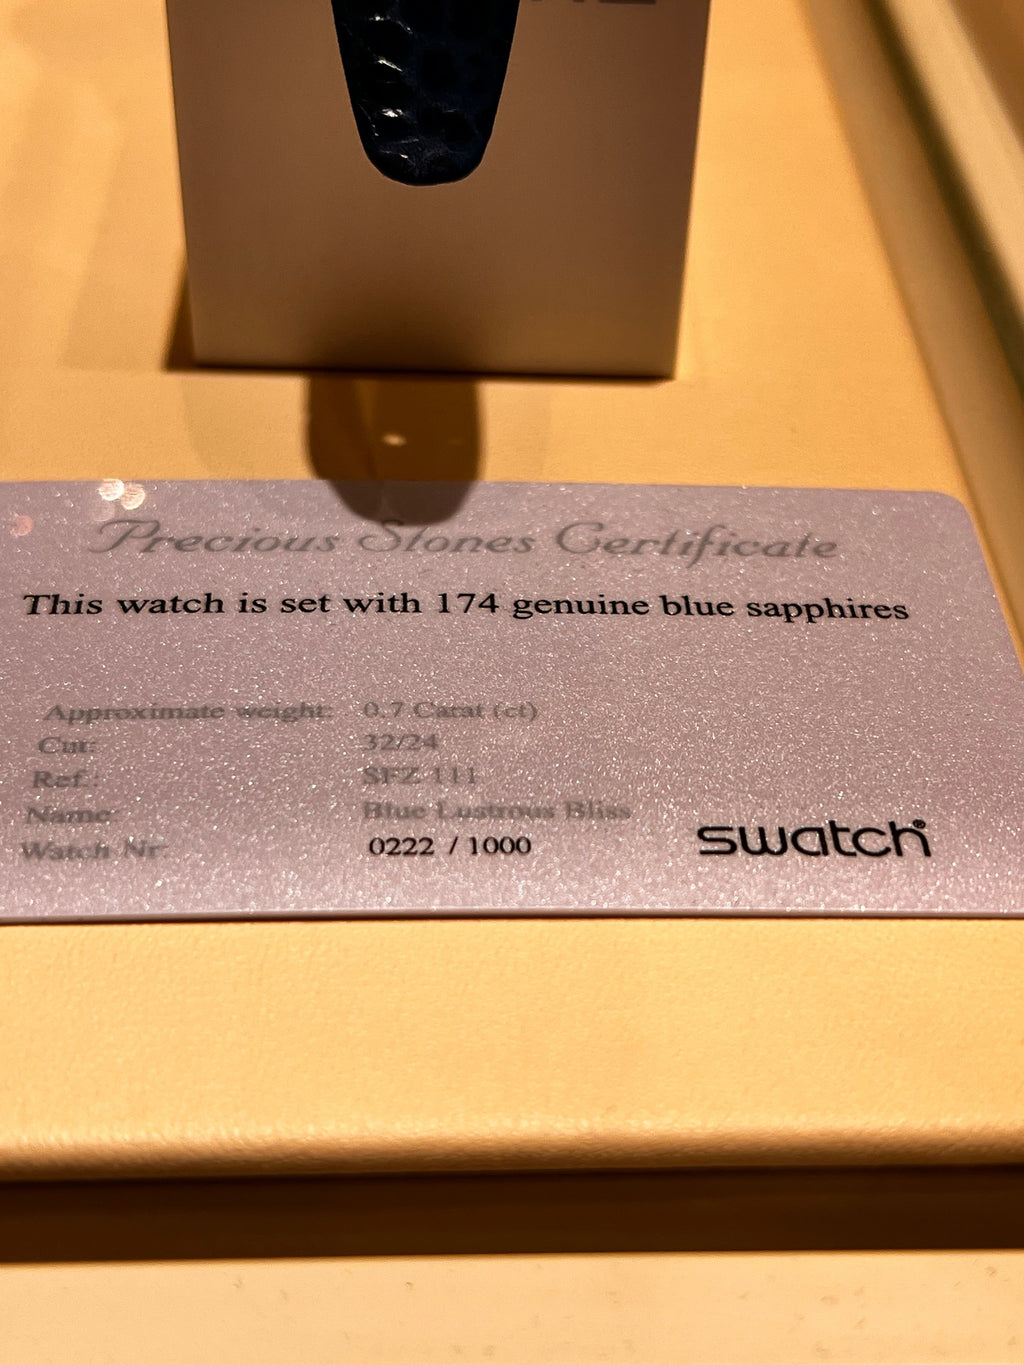 Precious Stones Certificate
This watch is set with 174 genuine blue sapphires
Approximate weight: 0.7 Carat (ct)
Cut: 32/24
Ref.: SFZ 111
Name: Blue Lustrous Bliss
Watch Nr. 0222 / 1000
swatch®